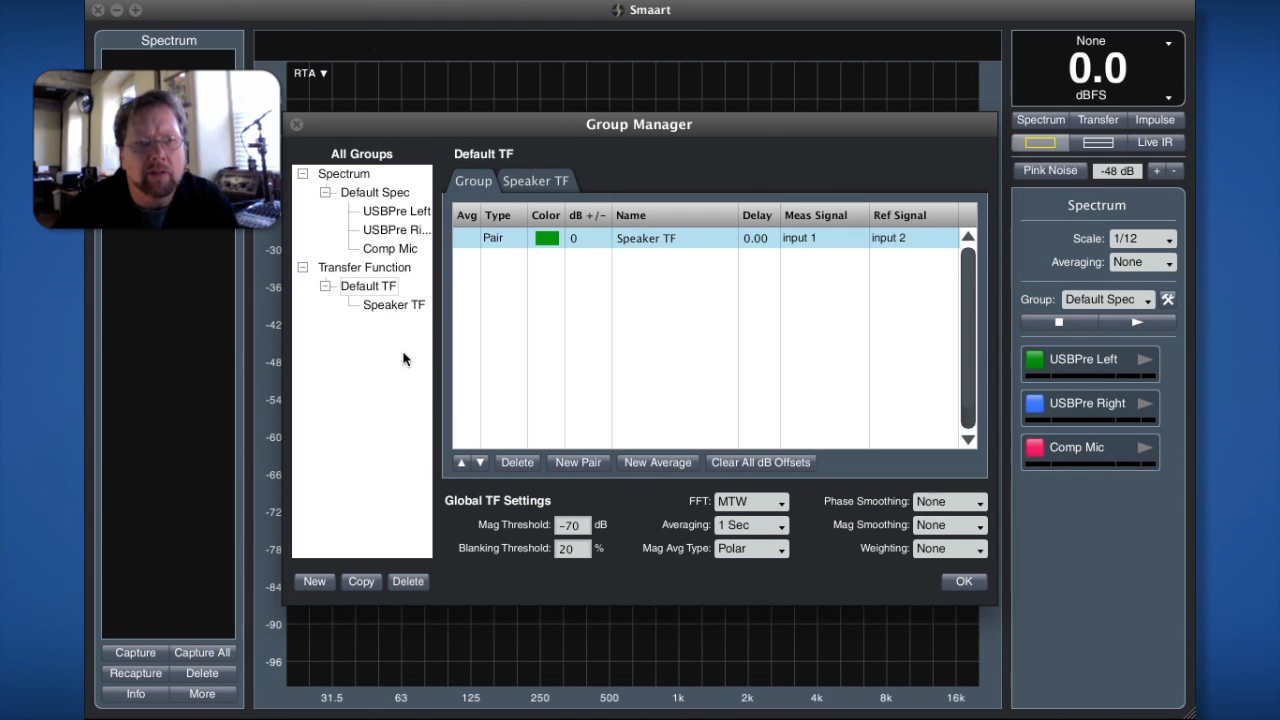 Smaart
Spectrum
RTA ▼
-30
-36
-42
-48
-54
-60
-66
-72
-78
-84
-90
-96
31.5 63 125 250 500 1k 2k 4k 8k 16k
Capture Capture All
Recapture Delete
Info More
Group Manager
All Groups
Spectrum
Default Spec
USBPre Left
USBPre Ri...
Comp Mic
Transfer Function
Default TF
Speaker TF
New Copy Delete
Default TF
Group Speaker TF
Avg Type Color dB +/- Name Delay Meas Signal Ref Signal
Pair 0 Speaker TF 0.00 input 1 input 2
▲ ▼ Delete New Pair New Average Clear All dB Offsets
Global TF Settings FFT: MTW Phase Smoothing: None
Mag Threshold: -70 dB Averaging: 1 Sec Mag Smoothing: None
Blanking Threshold: 20 % Mag Avg Type: Polar Weighting: None
OK
None
0.0
dBFS
Spectrum Transfer Impulse
Live IR
Pink Noise -48 dB + -
Spectrum
Scale: 1/12
Averaging: None
Group: Default Spec
USBPre Left
USBPre Right
Comp Mic